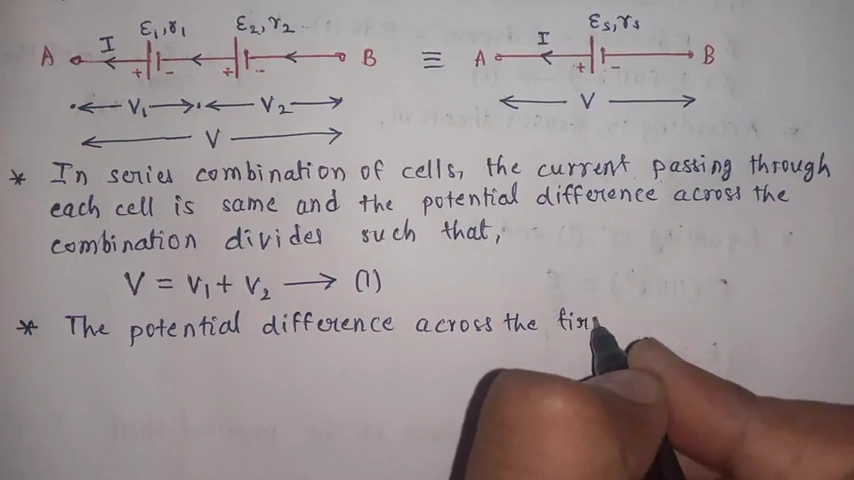 ε₁,r₁ ε₂,r₂ εs,rs
A I + - + - B ≡ A I + - B
V₁ V₂ V
V
* In series combination of cells, the current passing through
each cell is same and the potential difference across the
combination divides such that,
V = V₁ + V₂ → (1)
* The potential difference across the fir